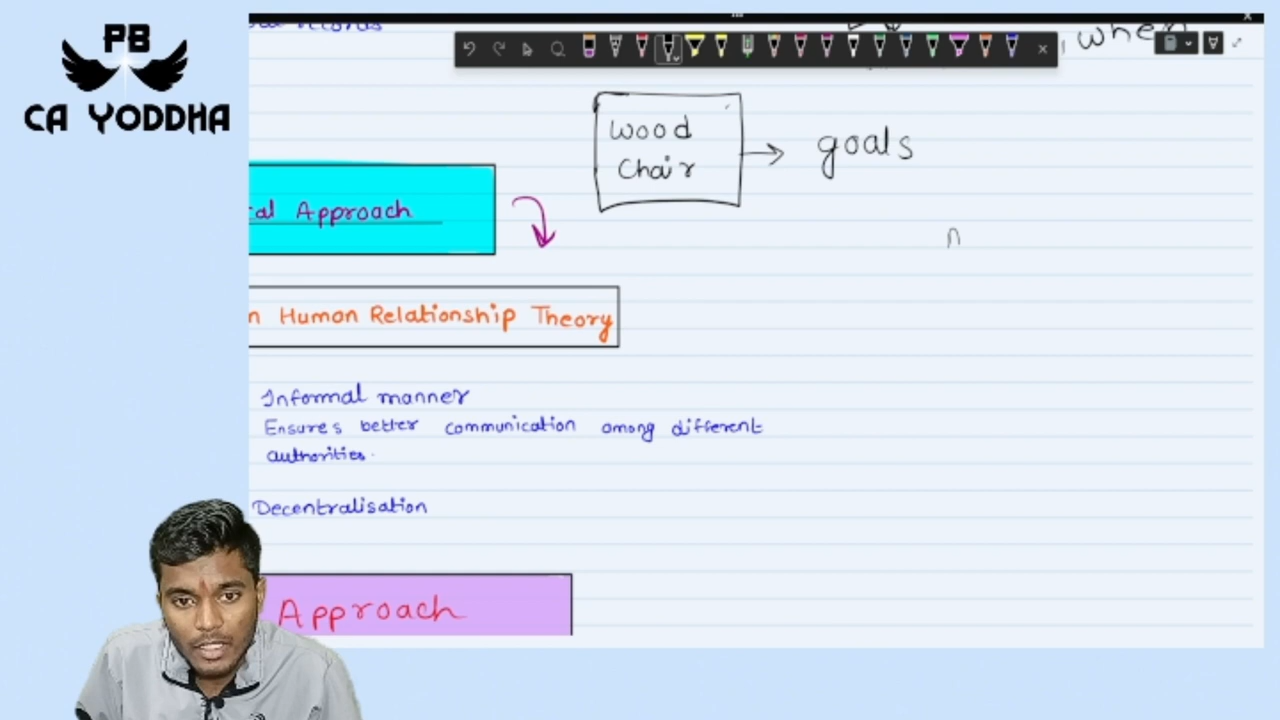 PB
CA YODDHA
when
Wood
Chair
goals
Approach
Human Relationship Theory
Informal manner
Ensures better communication among different
authorities.
Decentralisation
Approach
n